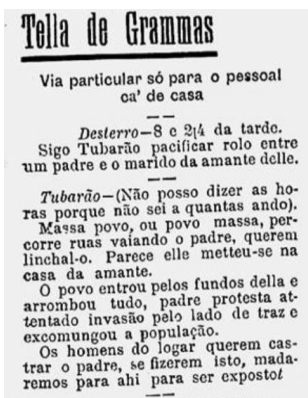 Tella de Grammas
Via particular só para o pessoal
ca' de casa
Desterro—8 e 2¡4 da tarde.
Sigo Tubarão pacificar rolo entre
um padre e o marido da amante delle.
Tubarão—(Não posso dizer as ho-
ras porque não sei a quantas ando).
Massa povo, ou povo massa, per-
corre ruas vaiando o padre, querem
linchal-o. Parece elle metteu-se na
casa da amante.
O povo entrou pelos fundos della e
arrombou tudo, padre protesta at-
tentado invasão pelo lado de traz e
excomungou a população.
Os homens do logar querem cas-
trar o padre, se fizerem isto, mada-
remos para ahi para ser exposto!